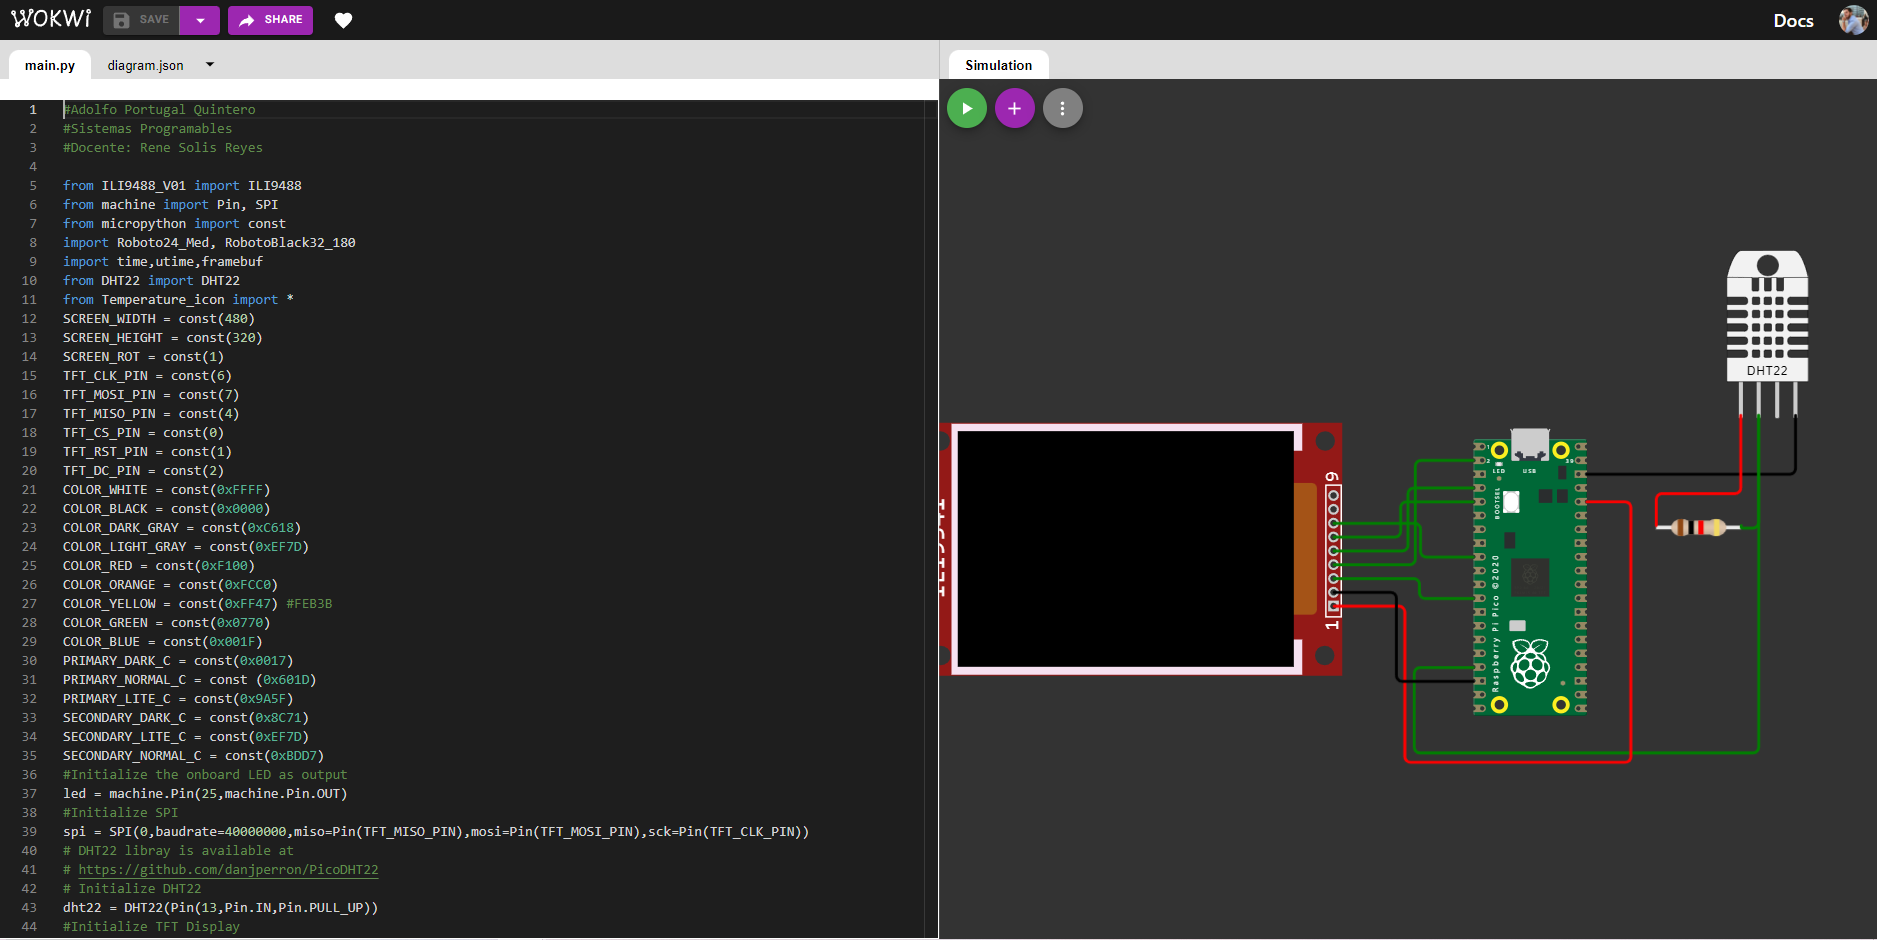 WOKWI
SAVE
SHARE
Docs
main.py
diagram.json
Simulation
1 #Adolfo Portugal Quintero
2 #Sistemas Programables
3 #Docente: Rene Solis Reyes
4
5 from ILI9488_V01 import ILI9488
6 from machine import Pin, SPI
7 from micropython import const
8 import Roboto24_Med, RobotoBlack32_180
9 import time,utime,framebuf
10 from DHT22 import DHT22
11 from Temperature_icon import *
12 SCREEN_WIDTH = const(480)
13 SCREEN_HEIGHT = const(320)
14 SCREEN_ROT = const(1)
15 TFT_CLK_PIN = const(6)
16 TFT_MOSI_PIN = const(7)
17 TFT_MISO_PIN = const(4)
18 TFT_CS_PIN = const(0)
19 TFT_RST_PIN = const(1)
20 TFT_DC_PIN = const(2)
21 COLOR_WHITE = const(0xFFFF)
22 COLOR_BLACK = const(0x0000)
23 COLOR_DARK_GRAY = const(0xC618)
24 COLOR_LIGHT_GRAY = const(0xEF7D)
25 COLOR_RED = const(0xF100)
26 COLOR_ORANGE = const(0xFCC0)
27 COLOR_YELLOW = const(0xFF47) #FEB3B
28 COLOR_GREEN = const(0x0770)
29 COLOR_BLUE = const(0x001F)
30 PRIMARY_DARK_C = const(0x0017)
31 PRIMARY_NORMAL_C = const (0x601D)
32 PRIMARY_LITE_C = const(0x9A5F)
33 SECONDARY_DARK_C = const(0x8C71)
34 SECONDARY_LITE_C = const(0xEF7D)
35 SECONDARY_NORMAL_C = const(0xBDD7)
36 #Initialize the onboard LED as output
37 led = machine.Pin(25,machine.Pin.OUT)
38 #Initialize SPI
39 spi = SPI(0,baudrate=40000000,miso=Pin(TFT_MISO_PIN),mosi=Pin(TFT_MOSI_PIN),sck=Pin(TFT_CLK_PIN))
40 # DHT22 libray is available at
41 # https://github.com/danjperron/PicoDHT22
42 # Initialize DHT22
43 dht22 = DHT22(Pin(13,Pin.IN,Pin.PULL_UP))
44 #Initialize TFT Display
DHT22
9
1
1
2
39
LED
USB
BOOTSEL
Raspberry Pi Pico ©2020